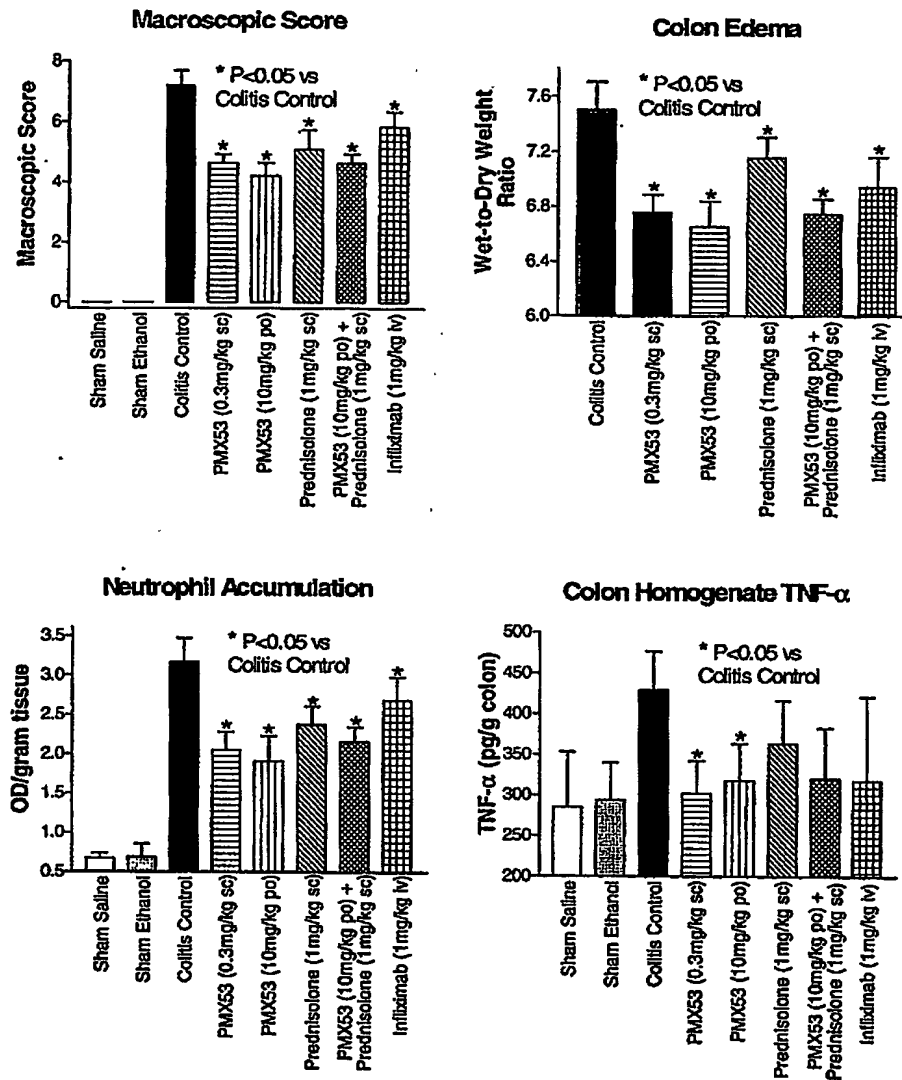 Macroscopic Score
Macroscopic Score
8
6
4
2
0
* P<0.05 vs
Colitis Control
*
*
*
*
*
Sham Saline
Sham Ethanol
Colitis Control
PMX53 (0.3mg/kg sc)
PMX53 (10mg/kg po)
Prednisolone (1mg/kg sc)
PMX53 (10mg/kg po) +
Prednisolone (1mg/kg sc)
Infliximab (1mg/kg iv)
Colon Edema
Wet-to-Dry Weight
Ratio
7.6
7.2
6.8
6.4
6.0
* P<0.05 vs
Colitis Control
*
*
*
*
*
Colitis Control
PMX53 (0.3mg/kg sc)
PMX53 (10mg/kg po)
Prednisolone (1mg/kg sc)
PMX53 (10mg/kg po) +
Prednisolone (1mg/kg sc)
Infliximab (1mg/kg iv)
Neutrophil Accumulation
OD/gram tissue
3.5
3.0
2.5
2.0
1.5
1.0
0.5
* P<0.05 vs
Colitis Control
*
*
*
*
*
Sham Saline
Sham Ethanol
Colitis Control
PMX53 (0.3mg/kg sc)
PMX53 (10mg/kg po)
Prednisolone (1mg/kg sc)
PMX53 (10mg/kg po) +
Prednisolone (1mg/kg sc)
Infliximab (1mg/kg iv)
Colon Homogenate TNF-α
TNF-α (pg/g colon)
500
450
400
350
300
250
200
* P<0.05 vs
Colitis Control
*
*
Sham Saline
Sham Ethanol
Colitis Control
PMX53 (0.3mg/kg sc)
PMX53 (10mg/kg po)
Prednisolone (1mg/kg sc)
PMX53 (10mg/kg po) +
Prednisolone (1mg/kg sc)
Infliximab (1mg/kg iv)